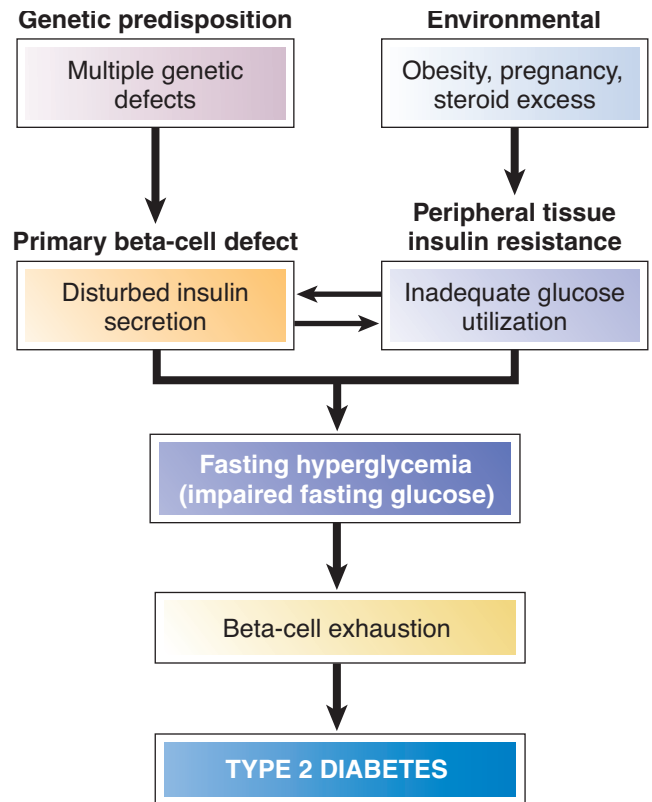 Genetic predisposition
Environmental
Multiple genetic
defects
Obesity, pregnancy,
steroid excess
Primary beta-cell defect
Peripheral tissue
insulin resistance
Disturbed insulin
secretion
Inadequate glucose
utilization
Fasting hyperglycemia
(impaired fasting glucose)
Beta-cell exhaustion
TYPE 2 DIABETES